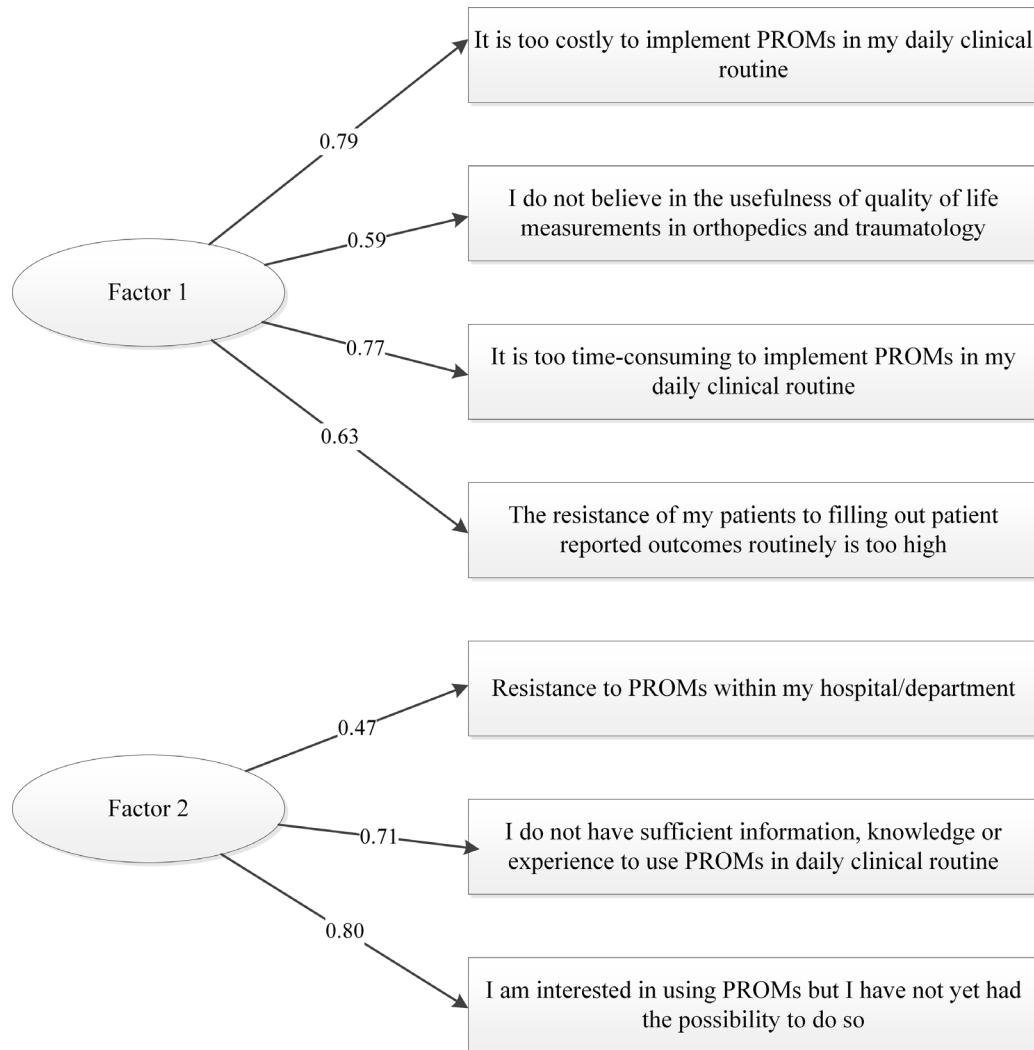 It is too costly to implement PROMs in my daily clinical
routine
0.79
I do not believe in the usefulness of quality of life
measurements in orthopedics and traumatology
0.59
Factor 1
0.77
It is too time-consuming to implement PROMs in my
daily clinical routine
0.63
The resistance of my patients to filling out patient
reported outcomes routinely is too high
Resistance to PROMs within my hospital/department
0.47
Factor 2
0.71
I do not have sufficient information, knowledge or
experience to use PROMs in daily clinical routine
0.80
I am interested in using PROMs but I have not yet had
the possibility to do so